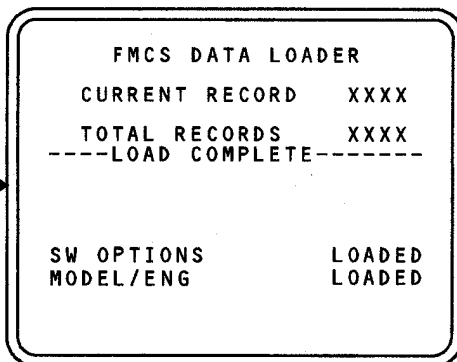 FMCS DATA LOADER
CURRENT RECORD XXXX
TOTAL RECORDS XXXX
----LOAD COMPLETE-------
SW OPTIONS LOADED
MODEL/ENG LOADED